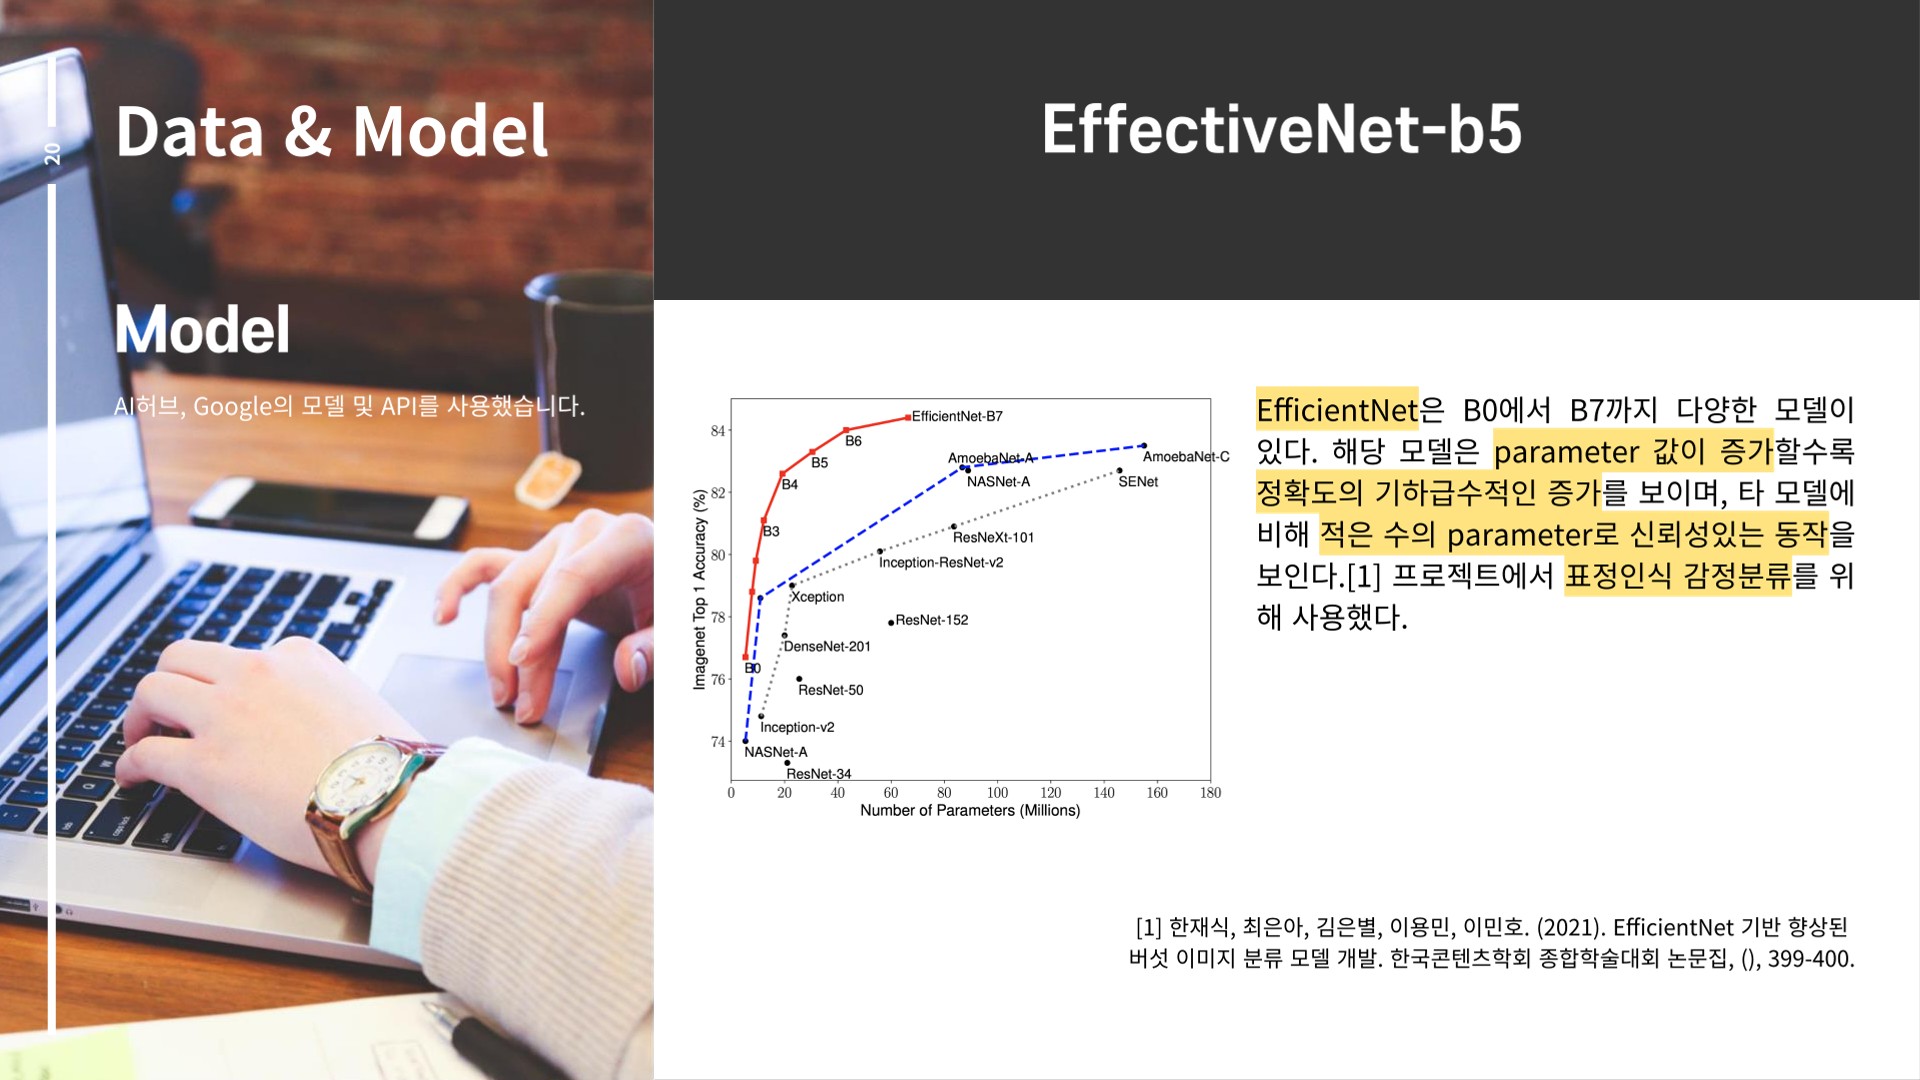 20
Data & Model
Model
AI허브, Google의 모델 및 API를 사용했습니다.
EffectiveNet-b5
EfficientNet-B7
B6
B5
B4
B3
B0
AmoebaNet-A
AmoebaNet-C
NASNet-A
SENet
ResNeXt-101
Inception-ResNet-v2
Xception
ResNet-152
DenseNet-201
ResNet-50
Inception-v2
NASNet-A
ResNet-34
Imagenet Top 1 Accuracy (%)
84
82
80
78
76
74
0 20 40 60 80 100 120 140 160 180
Number of Parameters (Millions)
EfficientNet은 B0에서 B7까지 다양한 모델이
있다. 해당 모델은 parameter 값이 증가할수록
정확도의 기하급수적인 증가를 보이며, 타 모델에
비해 적은 수의 parameter로 신뢰성있는 동작을
보인다.[1] 프로젝트에서 표정인식 감정분류를 위
해 사용했다.
[1] 한재식, 최은아, 김은별, 이용민, 이민호. (2021). EfficientNet 기반 향상된
버섯 이미지 분류 모델 개발. 한국콘텐츠학회 종합학술대회 논문집, (), 399-400.